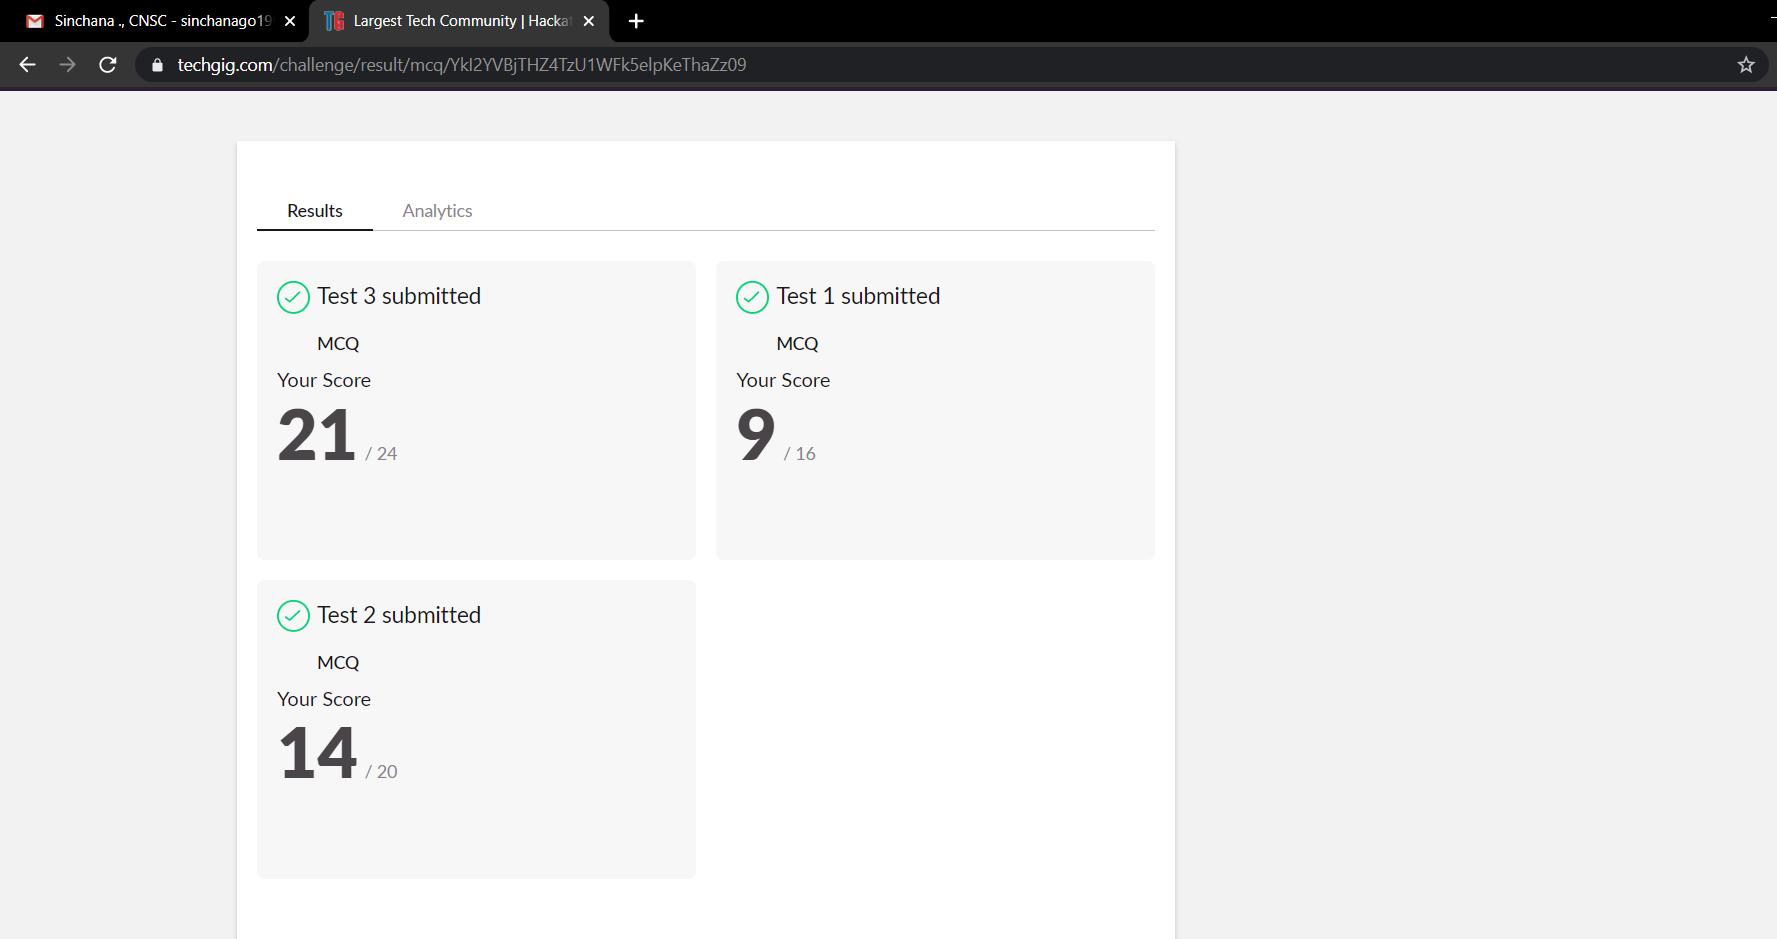 Sinchana ., CNSC - sinchanago19
Largest Tech Community | Hackat
techgig.com/challenge/result/mcq/YkI2YVBjTHZ4TzU1WFk5elpKeThaZz09
Results
Analytics
Test 3 submitted
MCQ
Your Score
21 / 24
Test 1 submitted
MCQ
Your Score
9 / 16
Test 2 submitted
MCQ
Your Score
14 / 20